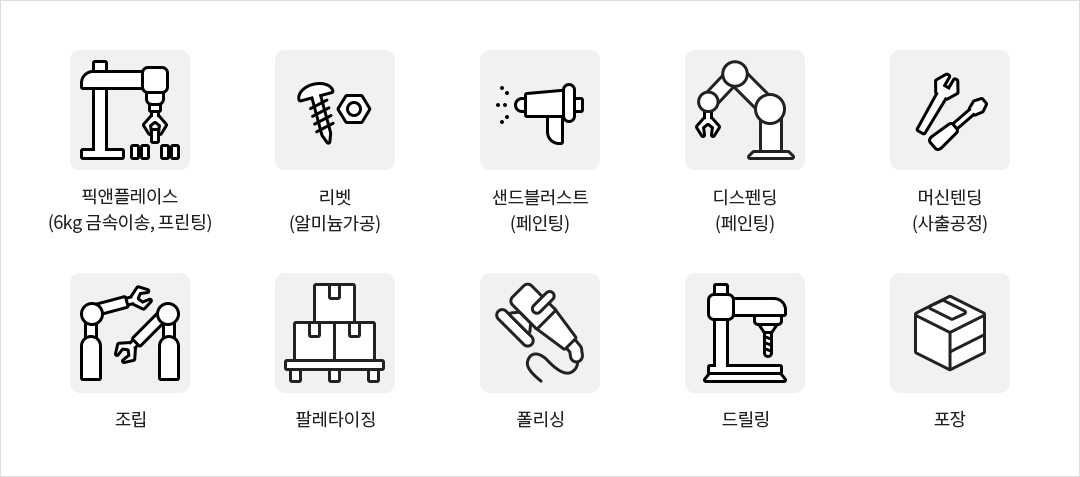 픽앤플레이스
(6kg 금속이송, 프린팅)
리벳
(알미늄가공)
샌드블러스트
(페인팅)
디스펜딩
(페인팅)
머신텐딩
(사출공정)
조립
팔레타이징
폴리싱
드릴링
포장